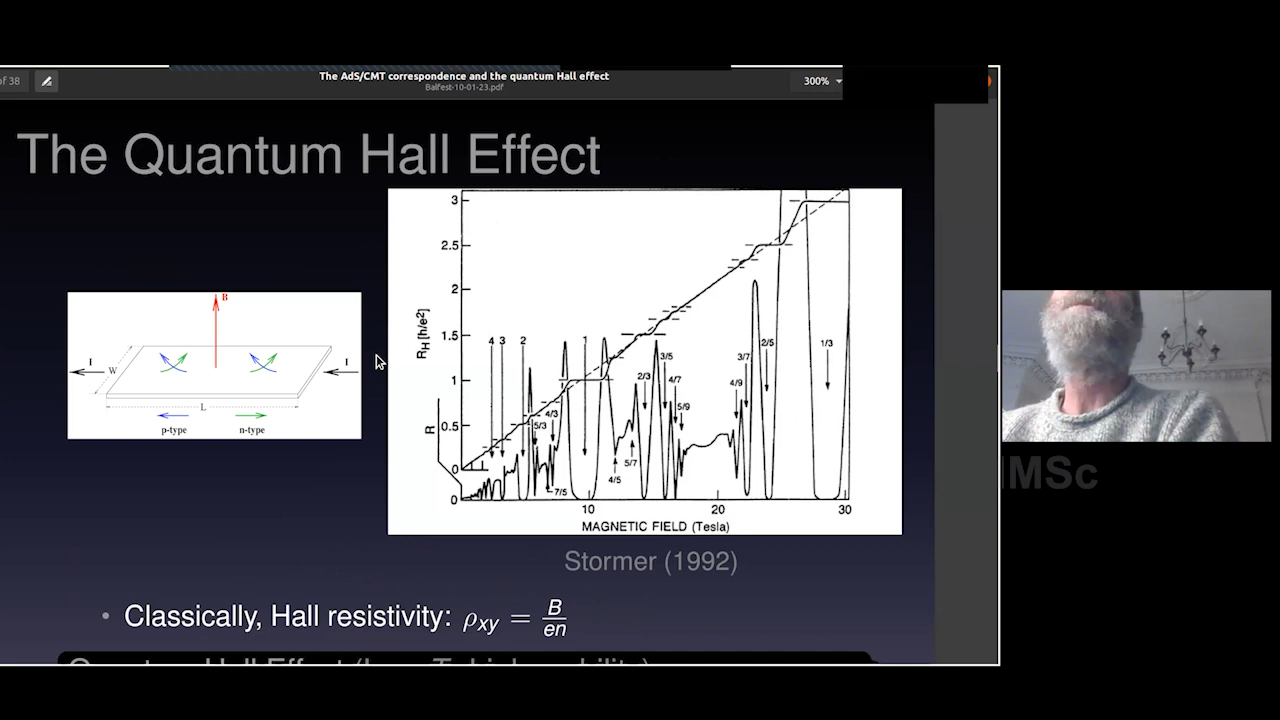 of 38
The AdS/CMT correspondence and the quantum Hall effect
Balfest-10-01-23.pdf
300%
The Quantum Hall Effect
B
I
I
W
L
p-type
n-type
3
2.5
2
1.5
1
0.5
0
0
R_H [h/e²]
R
4 3 2 1
5/3
4/3
7/5
4/5
5/7
2/3
3/5
4/7
5/9
4/9
3/7
2/5
1/3
10 20 30
MAGNETIC FIELD (Tesla)
Stormer (1992)
IMSc
• Classically, Hall resistivity: ρ_xy = B/en